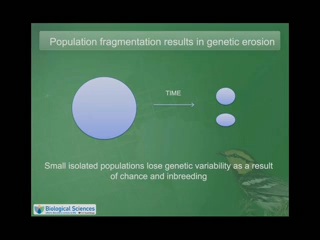 Population fragmentation results in genetic erosion
TIME
Small isolated populations lose genetic variability as a result
of chance and inbreeding
Biological Sciences